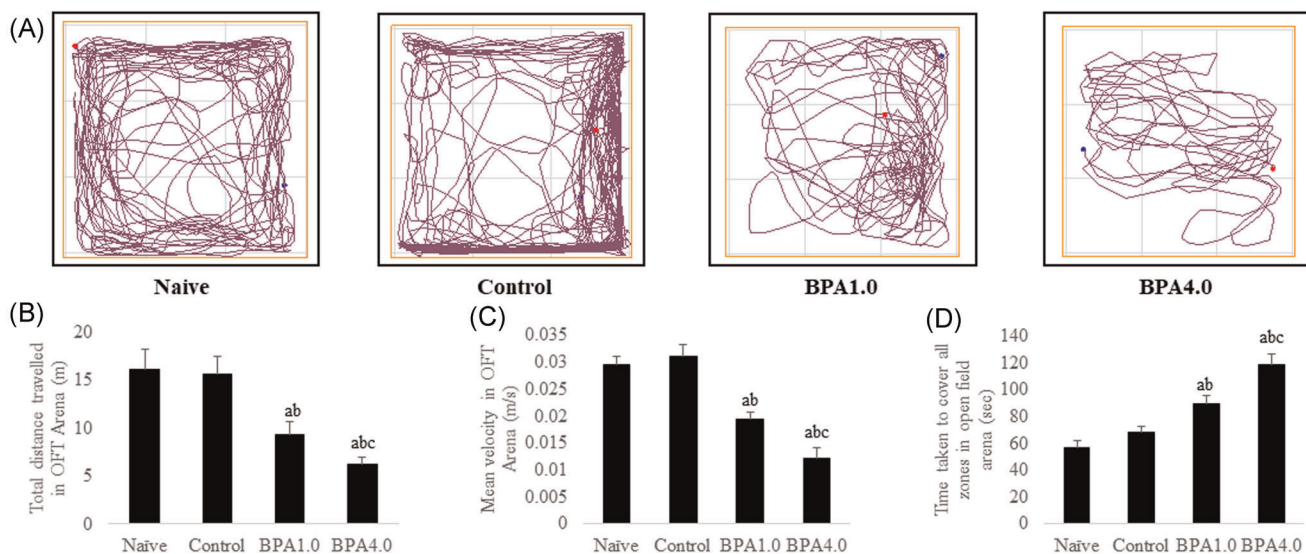 (A)
Naive
Control
BPA1.0
BPA4.0
(B)
Total distance travelled
in OFT Arena (m)
20
15
10
5
0
ab
abc
Naïve
Control
BPA1.0
BPA4.0
(C)
Mean velocity in OFT
Arena (m/s)
0.035
0.03
0.025
0.02
0.015
0.01
0.005
0
ab
abc
Naïve
Control
BPA1.0
BPA4.0
(D)
Time taken to cover all
zones in open field
arena (sec)
140
120
100
80
60
40
20
0
ab
abc
Naïve
Control
BPA1.0
BPA4.0